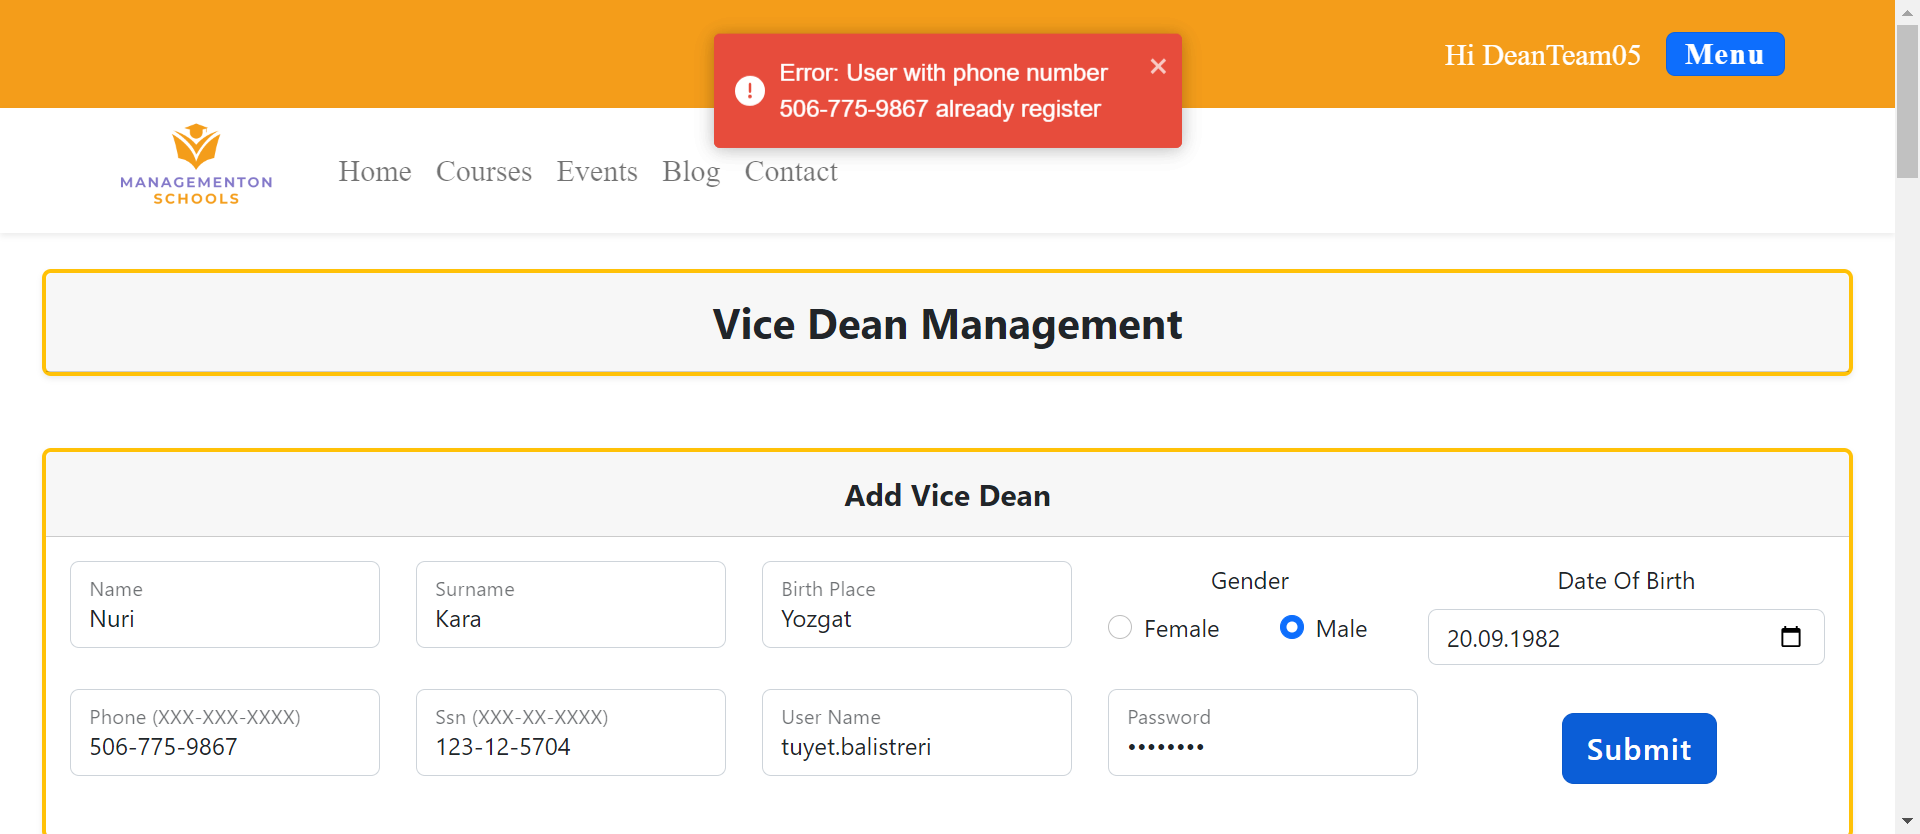 Error: User with phone number
506-775-9867 already register
Hi DeanTeam05
Menu
MANAGEMENTON
SCHOOLS
Home Courses Events Blog Contact
Vice Dean Management
Add Vice Dean
Name
Nuri
Surname
Kara
Birth Place
Yozgat
Gender
Female Male
Date Of Birth
20.09.1982
Phone (XXX-XXX-XXXX)
506-775-9867
Ssn (XXX-XX-XXXX)
123-12-5704
User Name
tuyet.balistreri
Password
••••••••
Submit